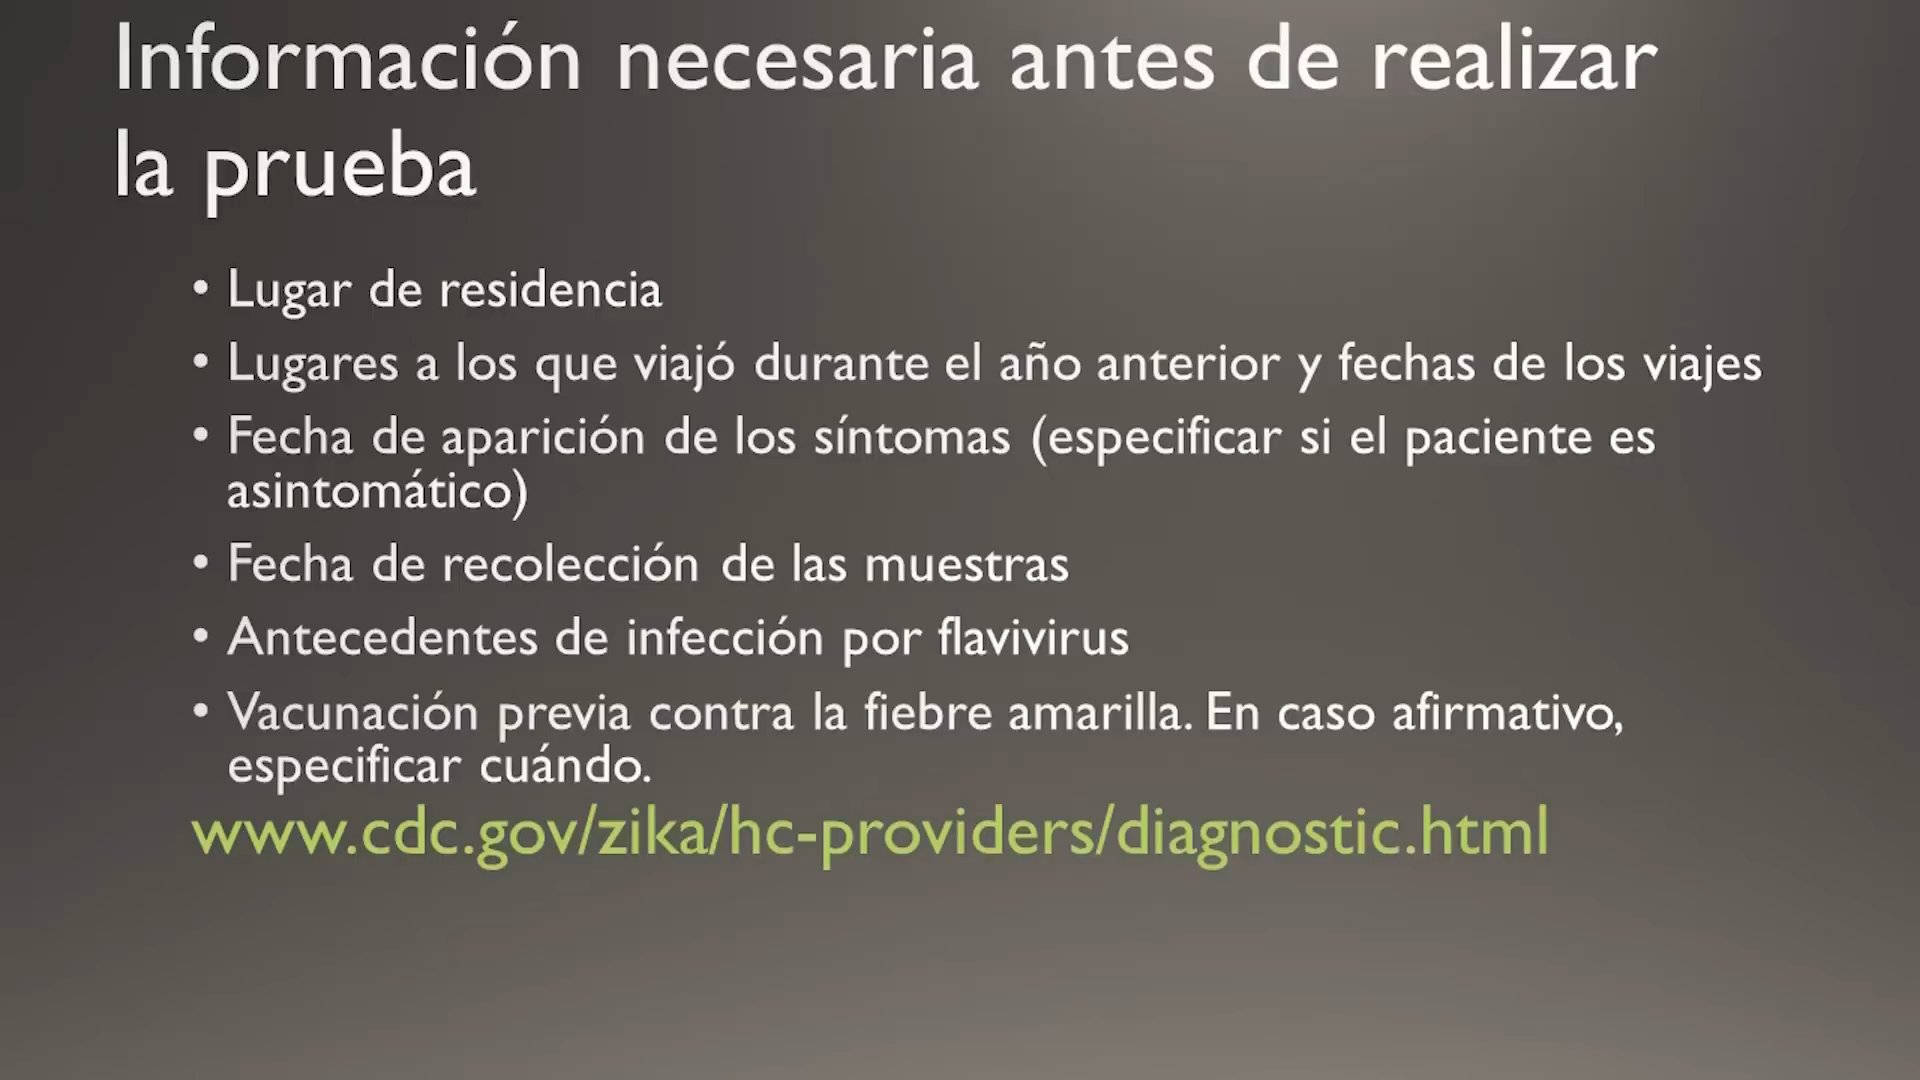 Información necesaria antes de realizar
la prueba
• Lugar de residencia
• Lugares a los que viajó durante el año anterior y fechas de los viajes
• Fecha de aparición de los síntomas (especificar si el paciente es
asintomático)
• Fecha de recolección de las muestras
• Antecedentes de infección por flavivirus
• Vacunación previa contra la fiebre amarilla. En caso afirmativo,
especificar cuándo.
www.cdc.gov/zika/hc-providers/diagnostic.html